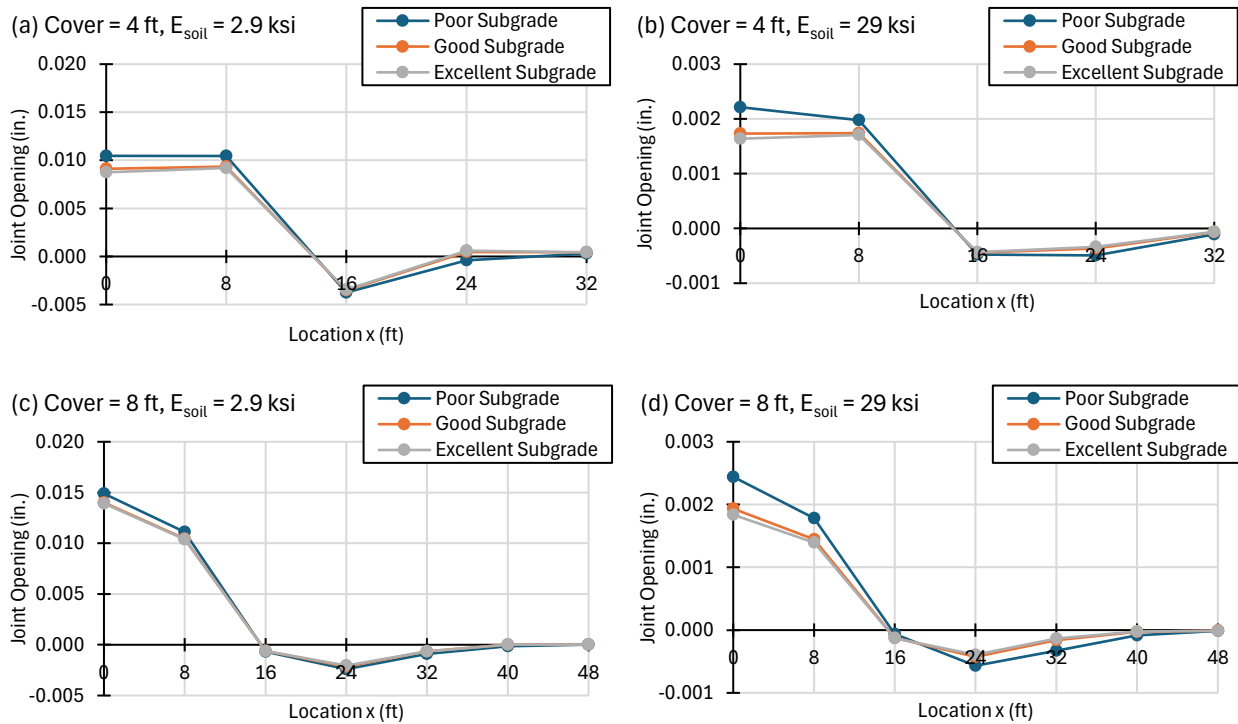 (a) Cover = 4 ft, Esoil = 2.9 ksi
Poor Subgrade
Good Subgrade
Excellent Subgrade
0.020
0.015
0.010
0.005
0.000
-0.005
Joint Opening (in.)
0 8 16 24 32
Location x (ft)
(b) Cover = 4 ft, Esoil = 29 ksi
Poor Subgrade
Good Subgrade
Excellent Subgrade
0.003
0.002
0.001
0.000
-0.001
Joint Opening (in.)
0 8 16 24 32
Location x (ft)
(c) Cover = 8 ft, Esoil = 2.9 ksi
Poor Subgrade
Good Subgrade
Excellent Subgrade
0.020
0.015
0.010
0.005
0.000
-0.005
Joint Opening (in.)
0 8 16 24 32 40 48
Location x (ft)
(d) Cover = 8 ft, Esoil = 29 ksi
Poor Subgrade
Good Subgrade
Excellent Subgrade
0.003
0.002
0.001
0.000
-0.001
Joint Opening (in.)
0 8 16 24 32 40 48
Location x (ft)